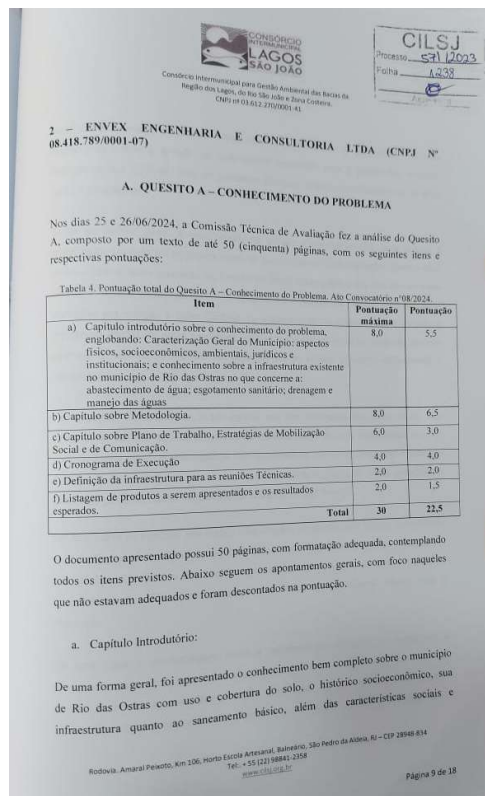 CONSÓRCIO
INTERMUNICIPAL
LAGOS
SÃO JOÃO
Consórcio Intermunicipal para Gestão Ambiental das Bacias da
Região dos Lagos, do Rio São João e Zona Costeira.
CNPJ nº 03.612.270/0001-41
CILSJ
Processo 57/2023
Folha 1238
2 – ENVEX ENGENHARIA E CONSULTORIA LTDA (CNPJ Nº
08.418.789/0001-07)
A. QUESITO A – CONHECIMENTO DO PROBLEMA
Nos dias 25 e 26/06/2024, a Comissão Técnica de Avaliação fez a análise do Quesito
A, composto por um texto de até 50 (cinquenta) páginas, com os seguintes itens e
respectivas pontuações:
Tabela 4. Pontuação total do Quesito A – Conhecimento do Problema. Ato Convocatório nº08/2024.
Item Pontuação máxima Pontuação
a) Capítulo introdutório sobre o conhecimento do problema, 8,0 5,5
englobando: Caracterização Geral do Município: aspectos
físicos, socioeconômicos, ambientais, jurídicos e
institucionais; e conhecimento sobre a infraestrutura existente
no município de Rio das Ostras no que concerne a:
abastecimento de água; esgotamento sanitário; drenagem e
manejo das águas
b) Capítulo sobre Metodologia. 8,0 6,5
c) Capítulo sobre Plano de Trabalho, Estratégias de Mobilização 6,0 3,0
Social e de Comunicação.
d) Cronograma de Execução 4,0 4,0
e) Definição da infraestrutura para as reuniões Técnicas. 2,0 2,0
f) Listagem de produtos a serem apresentados e os resultados 2,0 1,5
esperados.
Total 30 22,5
O documento apresentado possui 50 páginas, com formatação adequada, contemplando
todos os itens previstos. Abaixo seguem os apontamentos gerais, com foco naqueles
que não estavam adequados e foram descontados na pontuação.
a. Capítulo Introdutório:
De uma forma geral, foi apresentado o conhecimento bem completo sobre o município
de Rio das Ostras com uso e cobertura do solo, o histórico socioeconômico, sua
infraestrutura quanto ao saneamento básico, além das características sociais e
Rodovia. Amaral Peixoto, Km 106, Horto Escola Artesanal, Balneário, São Pedro da Aldeia, RJ – CEP 28948-834
Tel.: + 55 (22) 98841-2358
www.cilsj.org.br
Página 9 de 18